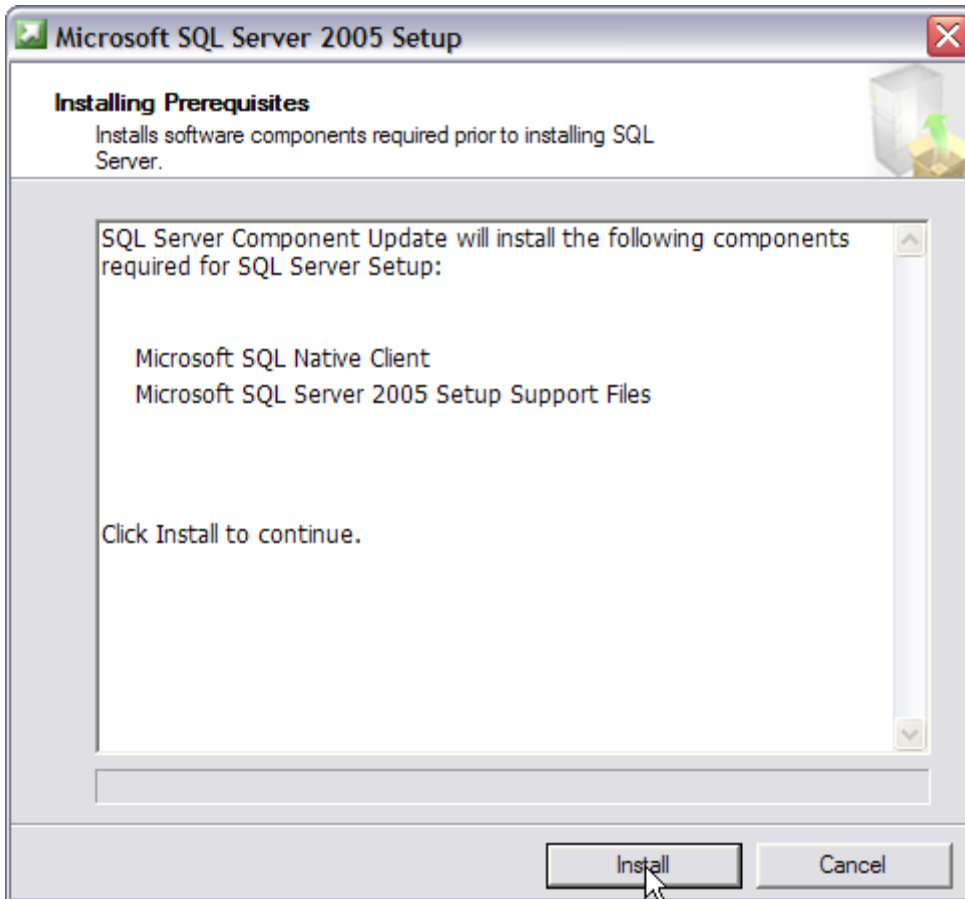 Microsoft SQL Server 2005 Setup
Installing Prerequisites
Installs software components required prior to installing SQL
Server.
SQL Server Component Update will install the following components
required for SQL Server Setup:
Microsoft SQL Native Client
Microsoft SQL Server 2005 Setup Support Files
Click Install to continue.
Install
Cancel